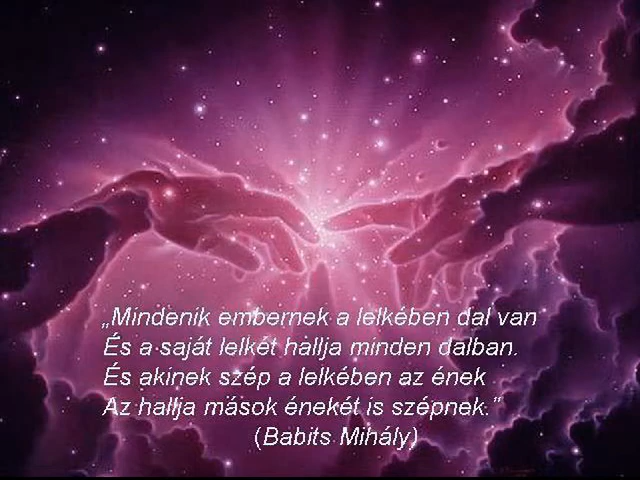 „Mindenik embernek a lelkében dal van
És a saját lelkét hallja minden dalban.
És akinek szép a lelkében az ének
Az hallja mások énekét is szépnek.”
(Babits Mihály)